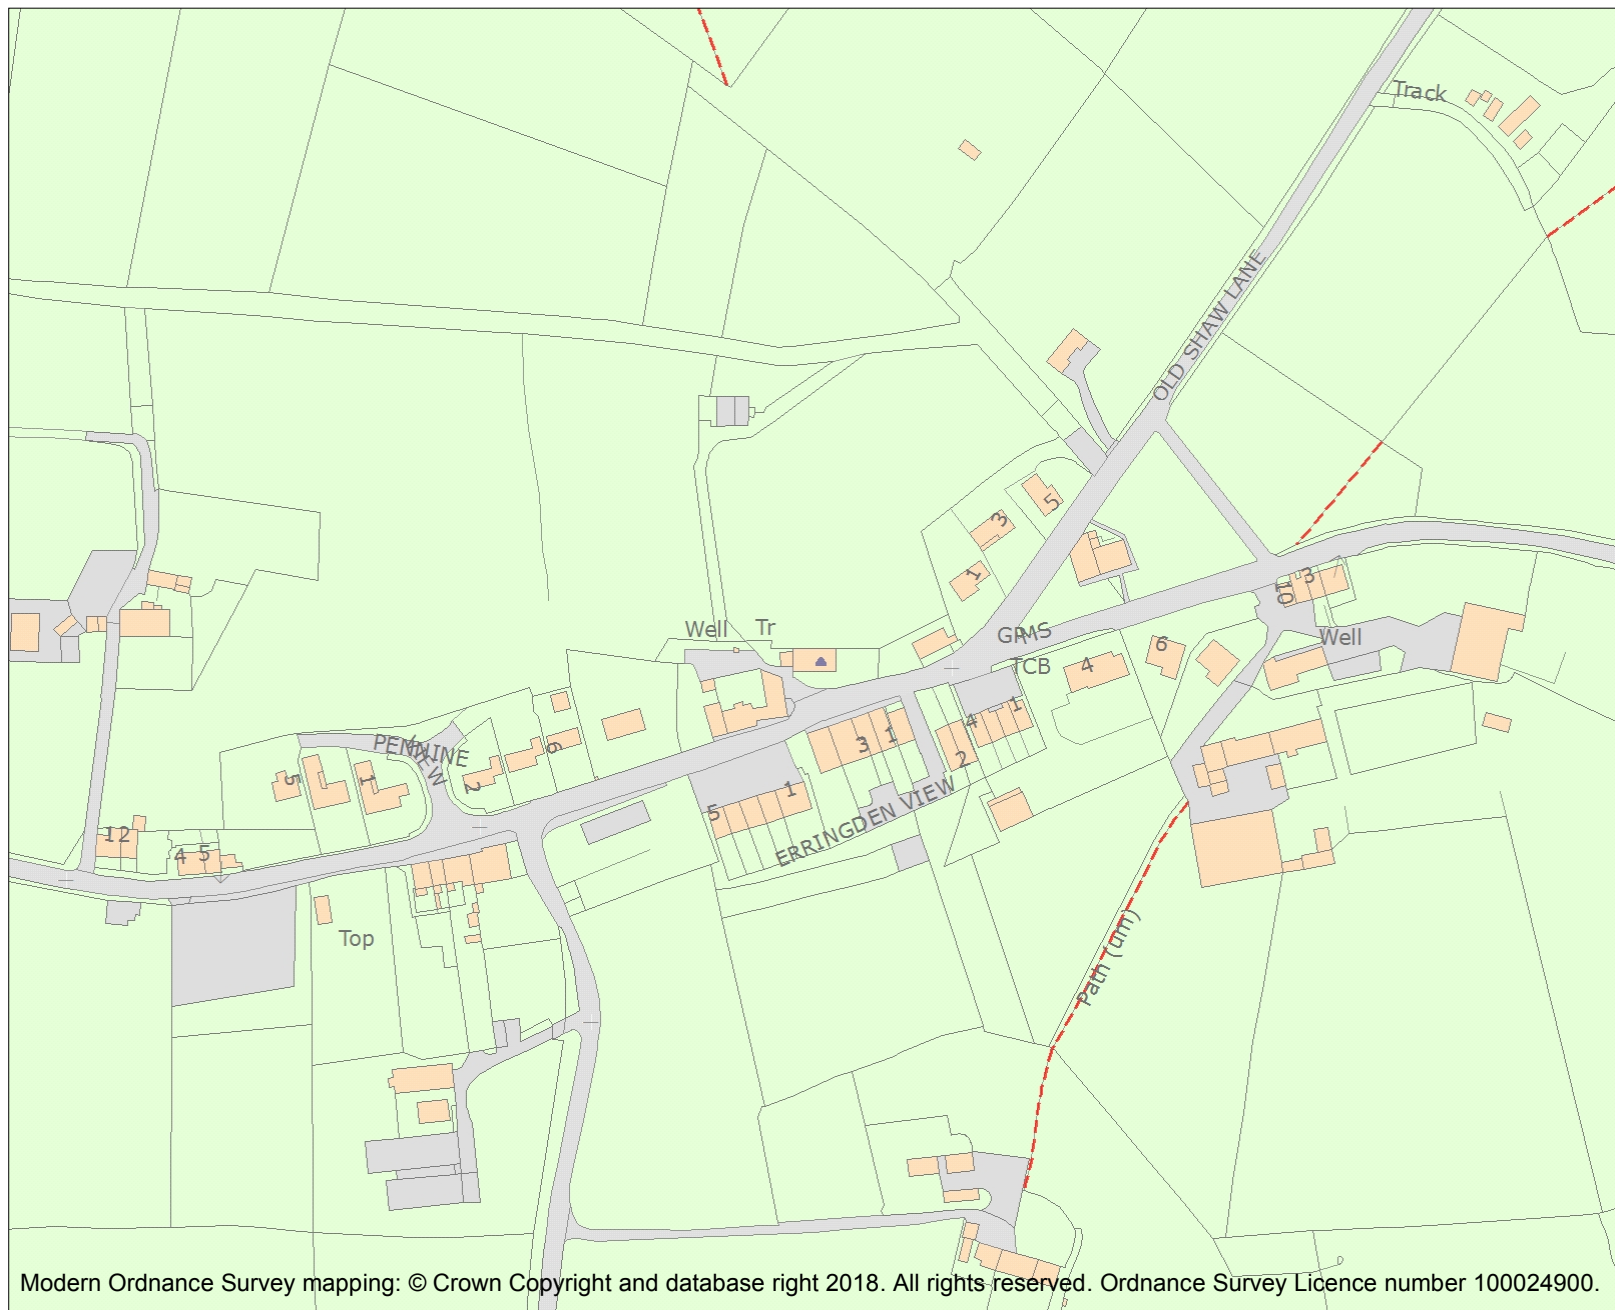 Track
OLD SHAW LANE
5
3
1
3
10
Well
Tr
GPMS
TCB
Well
6
4
1
4
2
3
1
PENNINE
VIEW
6
2
5
1
1
5
ERRINGDEN VIEW
12
4 5
Top
Path (um)
Modern Ordnance Survey mapping: © Crown Copyright and database right 2018. All rights reserved. Ordnance Survey Licence number 100024900.